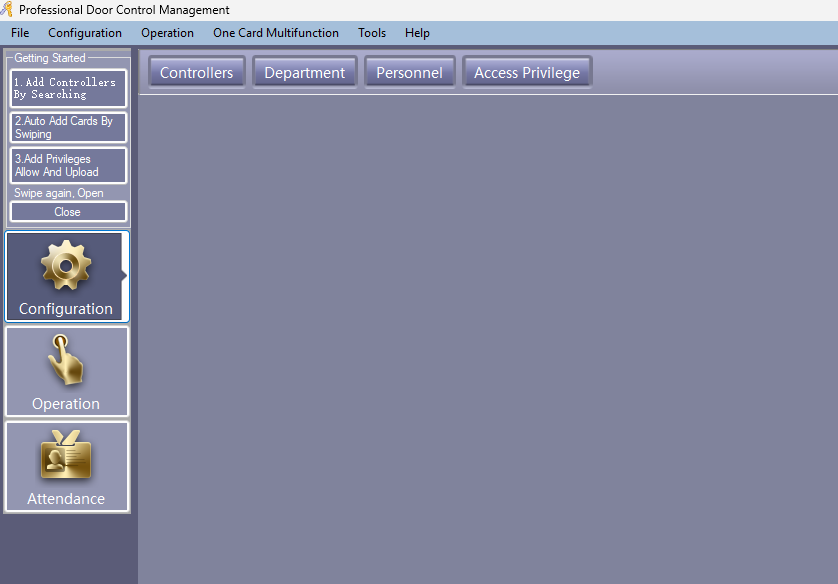 Professional Door Control Management
File Configuration Operation One Card Multifunction Tools Help
Getting Started
1.Add Controllers
By Searching
2.Auto Add Cards By
Swiping
3.Add Privileges
Allow And Upload
Swipe again, Open
Close
Configuration
Operation
Attendance
Controllers Department Personnel Access Privilege